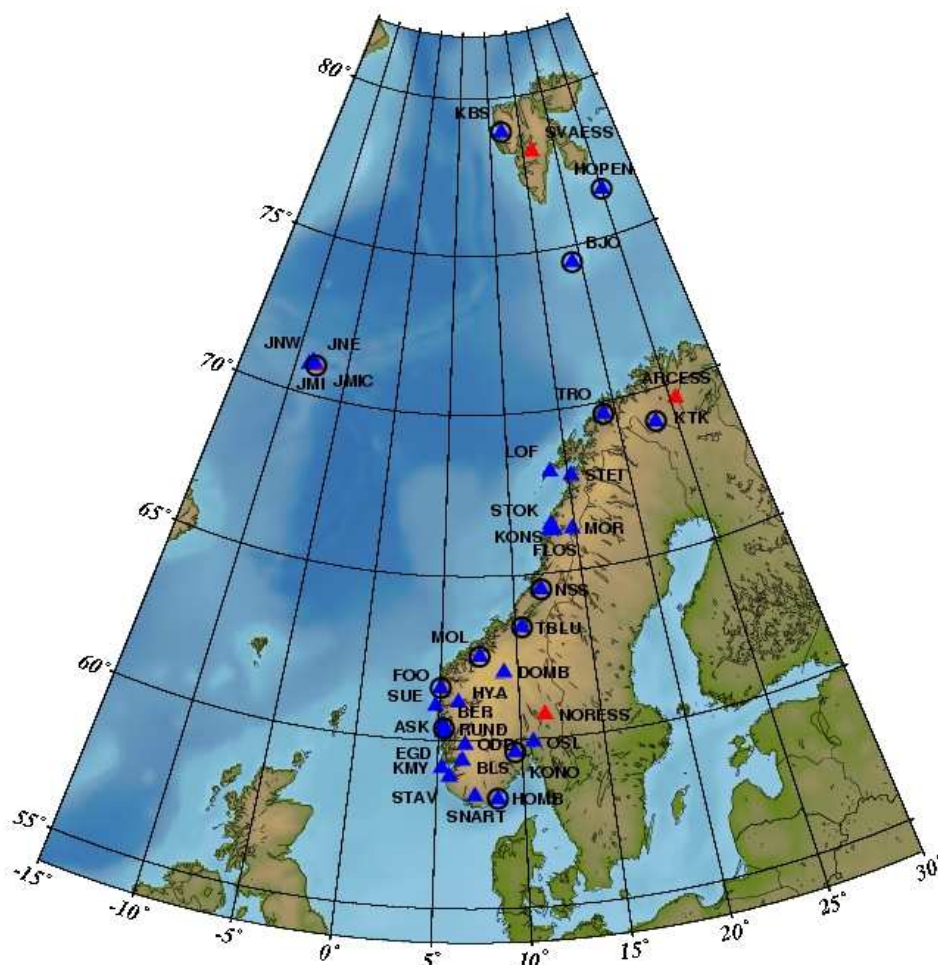 80°
KBS
SVAESS
HOPEN
75°
BJO
JNW JNE
70°
JMI JMIC
ARCESS
TRO
KTK
LOF
STEI
65°
STOK
KONS MOR
FLOS
NSS
TBLU
MOL
60°
FOO DOMB
SUE HYA
BER NORESS
ASK RUND
EGD ODD OSL
KMY BLS KONO
STAV HOMB
SNART
55°
-15° 30°
-10° 25°
-5° 20°
0° 15°
5° 10°